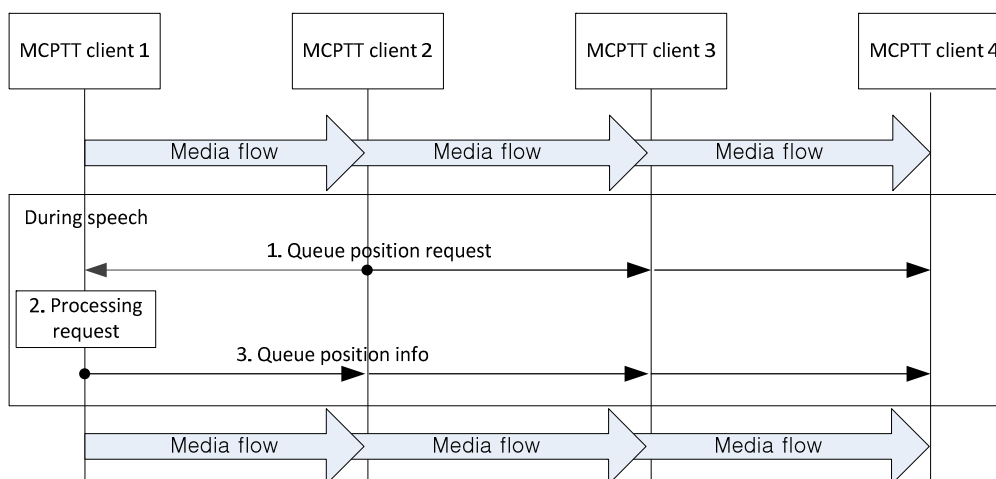 MCPTT client 1
MCPTT client 2
MCPTT client 3
MCPTT client 4
Media flow
Media flow
Media flow
During speech
1. Queue position request
2. Processing
request
3. Queue position info
Media flow
Media flow
Media flow